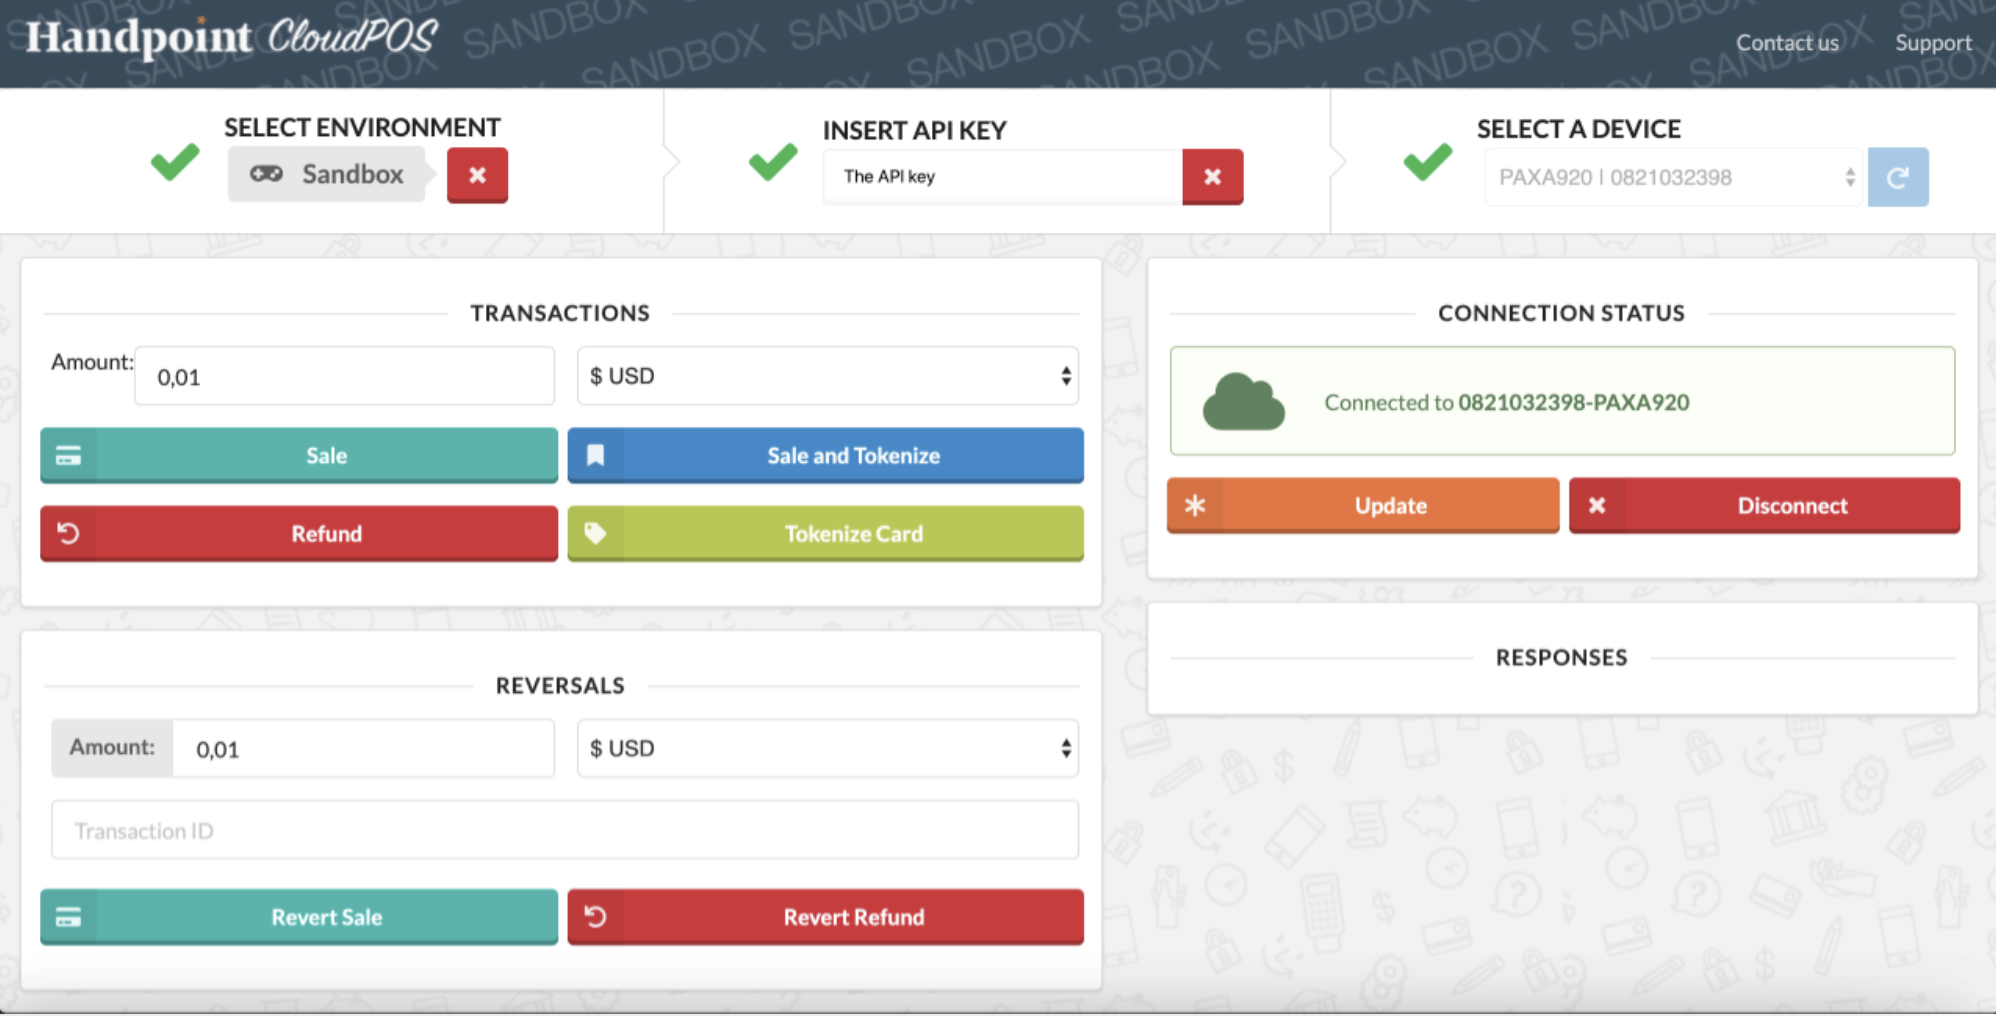 Handpoint CloudPOS
SANDBOX SANDBOX SANDBOX SANDBOX SANDBOX SANDBOX SANDBOX SANDBOX
Contact us
Support
SELECT ENVIRONMENT
Sandbox
INSERT API KEY
The API key
SELECT A DEVICE
PAXA920 | 0821032398
TRANSACTIONS
Amount: 0,01
$ USD
Sale
Sale and Tokenize
Refund
Tokenize Card
REVERSALS
Amount: 0,01
$ USD
Transaction ID
Revert Sale
Revert Refund
CONNECTION STATUS
Connected to 0821032398-PAXA920
Update
Disconnect
RESPONSES